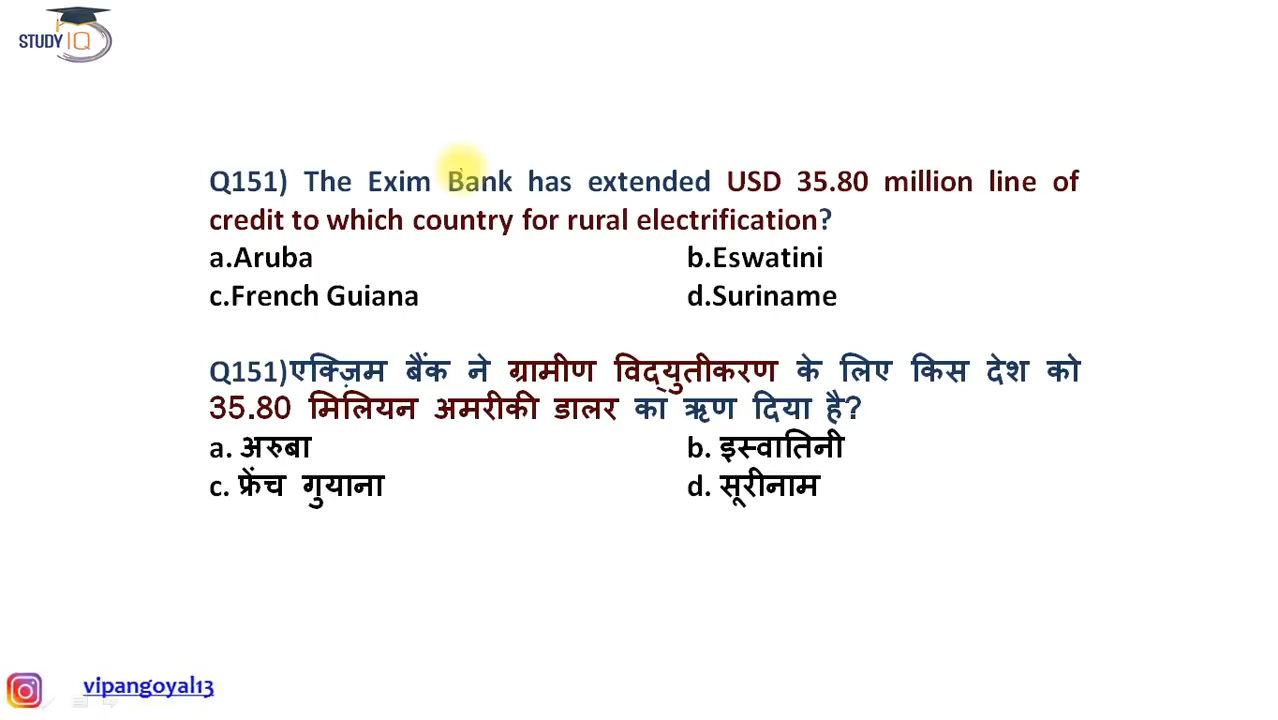 STUDY IQ
Q151) The Exim Bank has extended USD 35.80 million line of
credit to which country for rural electrification?
a.Aruba b.Eswatini
c.French Guiana d.Suriname
Q151)एक्ज़िम बैंक ने ग्रामीण विद्युतीकरण के लिए किस देश को
35.80 मिलियन अमरीकी डालर का ऋण दिया है?
a. अरुबा b. इस्वातिनी
c. फ्रेंच गुयाना d. सूरीनाम
vipangoyal13